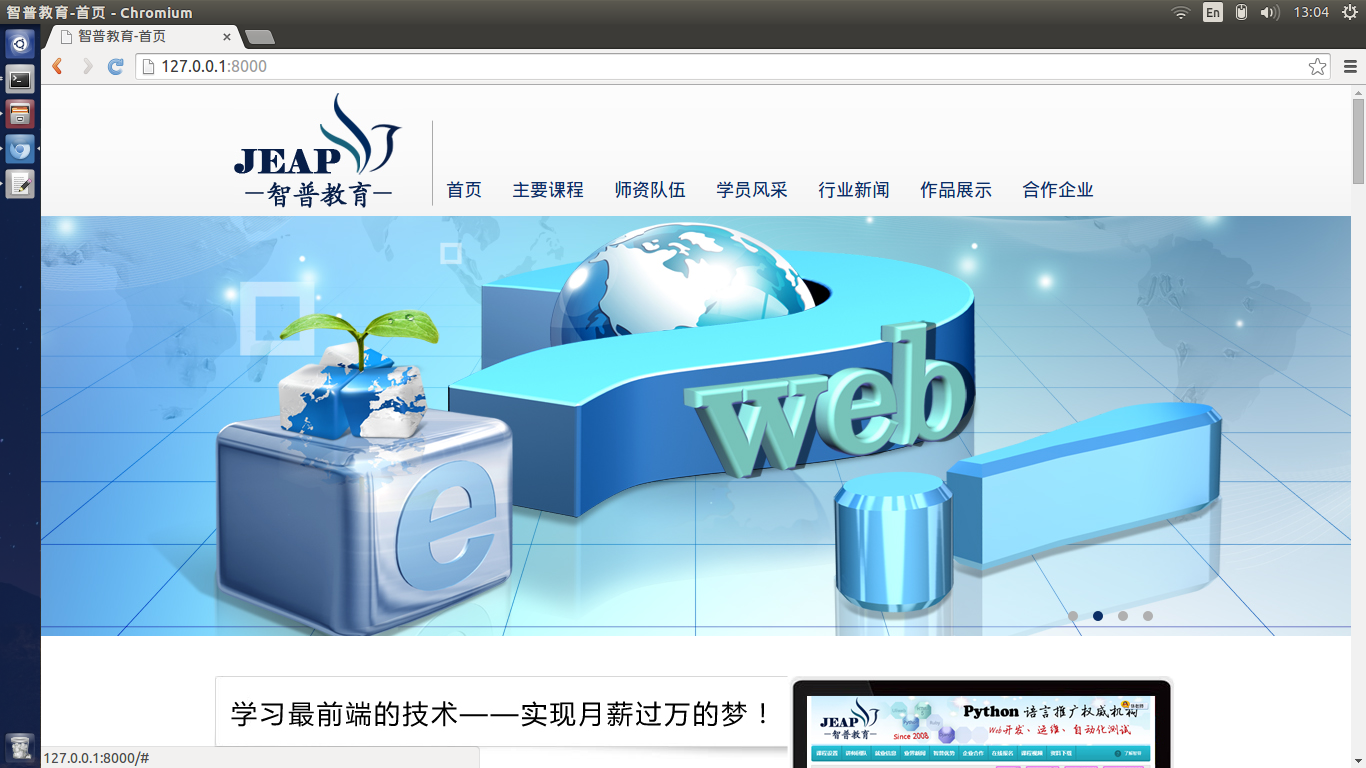 智普教育-首页 - Chromium
En
13:04
智普教育-首页
127.0.0.1:8000
JEAP
智普教育
首页 主要课程 师资队伍 学员风采 行业新闻 作品展示 合作企业
web
e
学习最前端的技术——实现月薪过万的梦！
JEAP
智普教育
Since 2008
Python 语言推广权威机构
Web开发、运维、自动化测试
127.0.0.1:8000/#